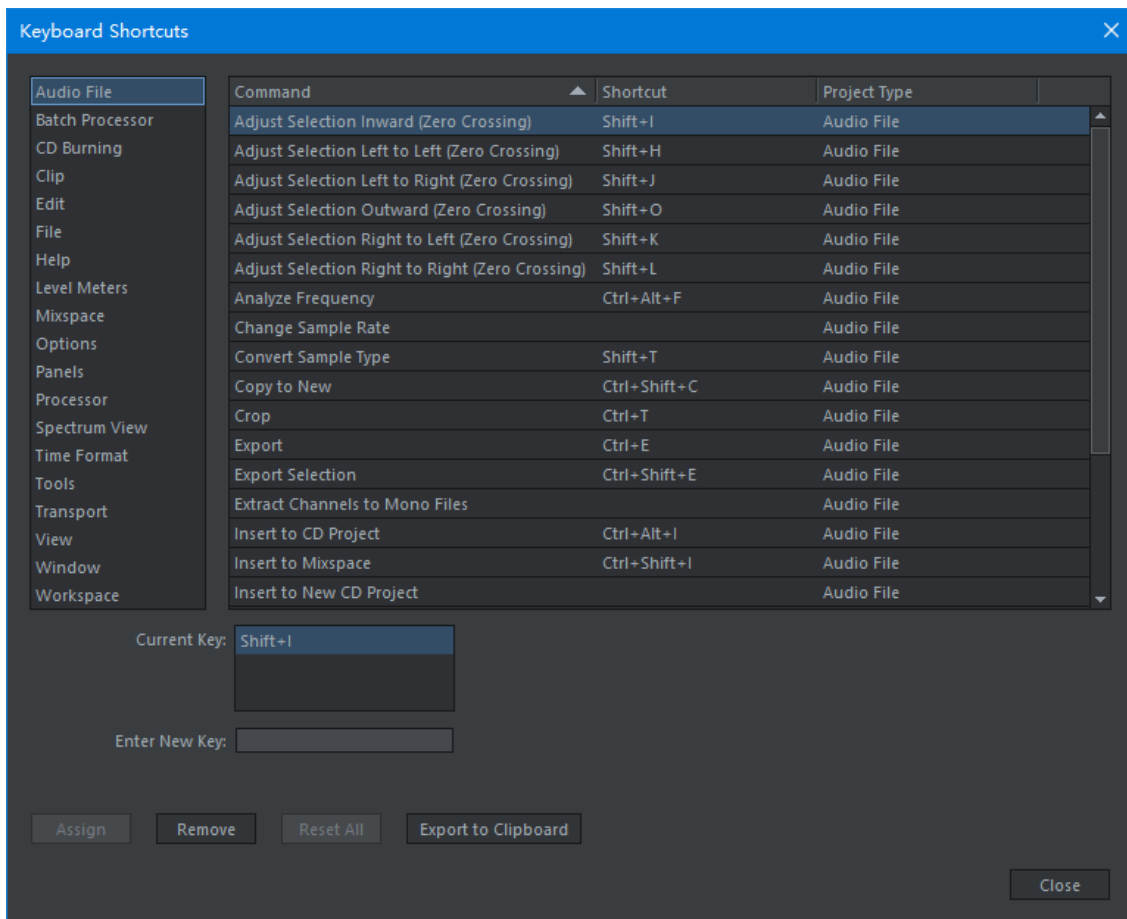 Keyboard Shortcuts
Audio File
Batch Processor
CD Burning
Clip
Edit
File
Help
Level Meters
Mixspace
Options
Panels
Processor
Spectrum View
Time Format
Tools
Transport
View
Window
Workspace
Command Shortcut Project Type
Adjust Selection Inward (Zero Crossing) Shift+I Audio File
Adjust Selection Left to Left (Zero Crossing) Shift+H Audio File
Adjust Selection Left to Right (Zero Crossing) Shift+J Audio File
Adjust Selection Outward (Zero Crossing) Shift+O Audio File
Adjust Selection Right to Left (Zero Crossing) Shift+K Audio File
Adjust Selection Right to Right (Zero Crossing) Shift+L Audio File
Analyze Frequency Ctrl+Alt+F Audio File
Change Sample Rate Audio File
Convert Sample Type Shift+T Audio File
Copy to New Ctrl+Shift+C Audio File
Crop Ctrl+T Audio File
Export Ctrl+E Audio File
Export Selection Ctrl+Shift+E Audio File
Extract Channels to Mono Files Audio File
Insert to CD Project Ctrl+Alt+I Audio File
Insert to Mixspace Ctrl+Shift+I Audio File
Insert to New CD Project Audio File
Current Key: Shift+I
Enter New Key:
Assign Remove Reset All Export to Clipboard
Close